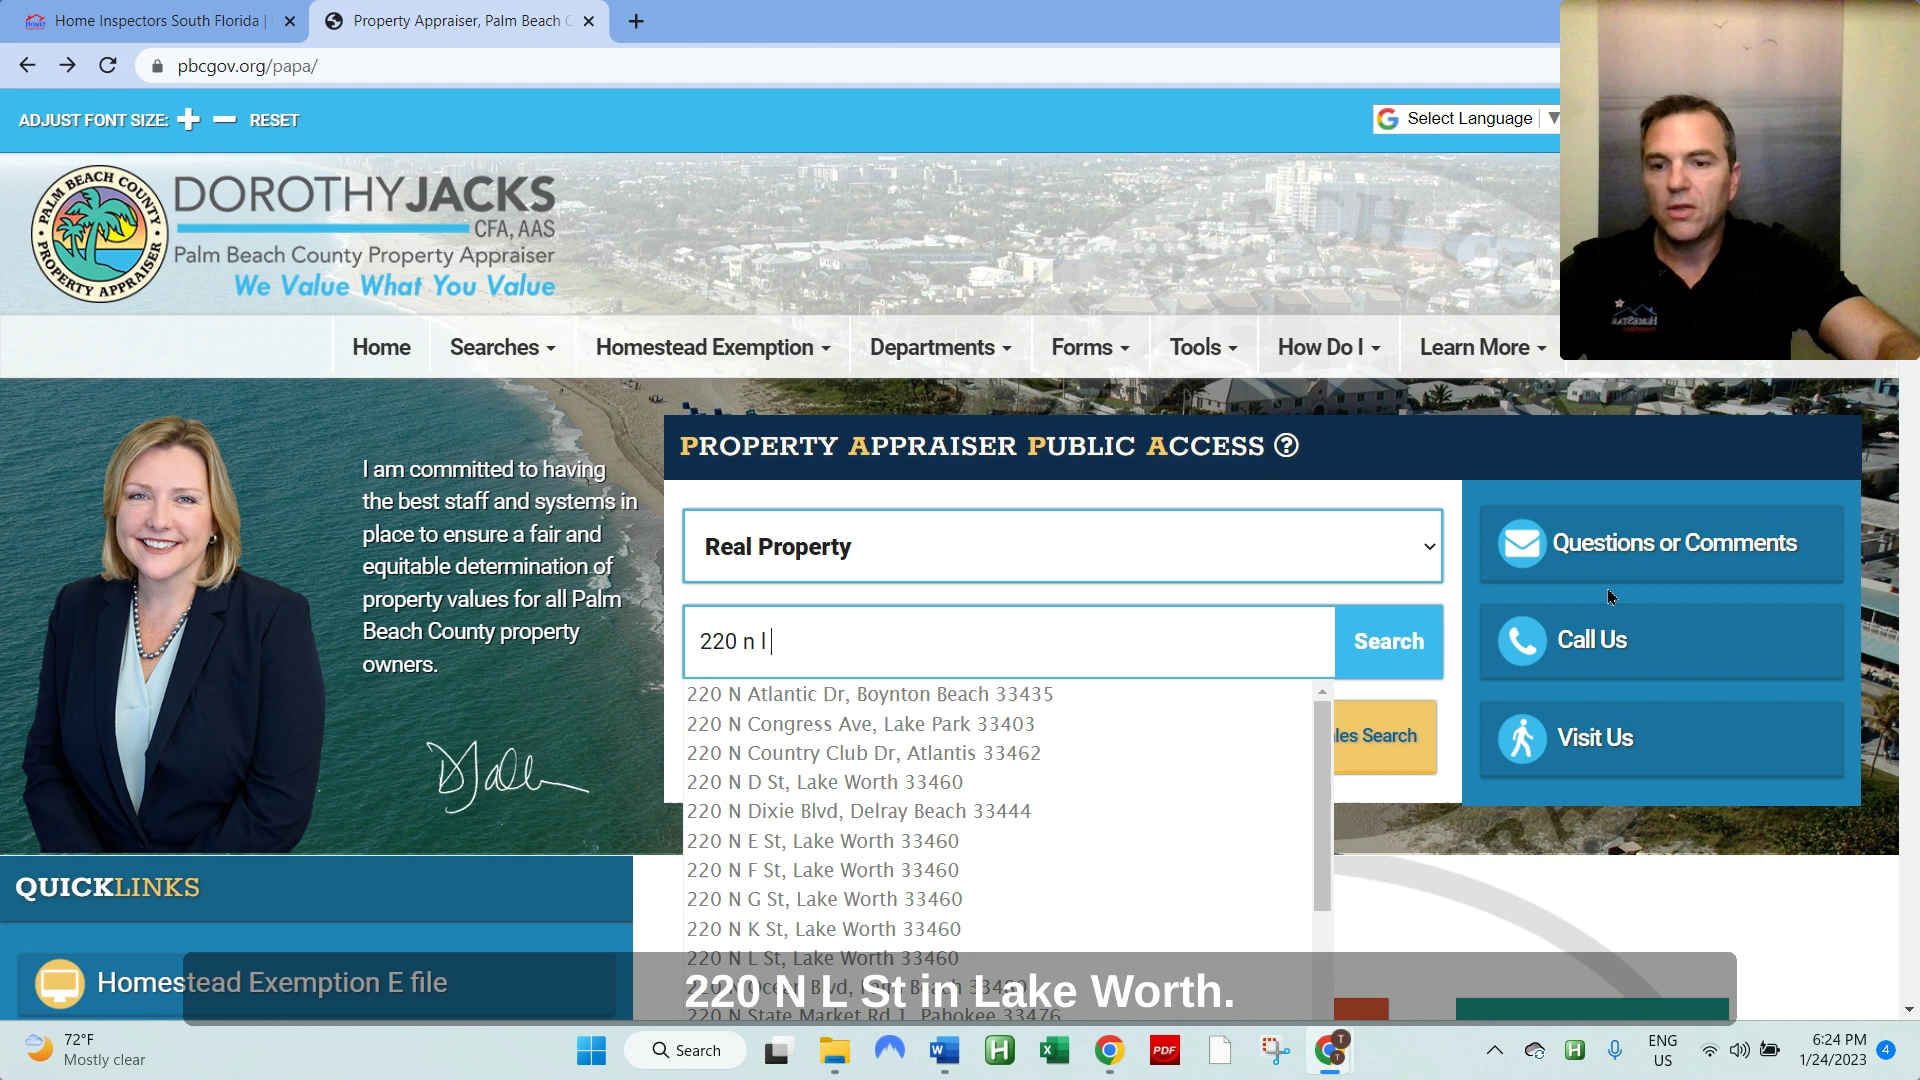 Home Inspectors South Florida |
Property Appraiser, Palm Beach C
pbcgov.org/papa/
ADJUST FONT SIZE: RESET
Select Language
PALM BEACH COUNTY
PROPERTY APPRAISER
DOROTHYJACKS
CFA, AAS
Palm Beach County Property Appraiser
We Value What You Value
HOMESTAR
Home
Searches
Homestead Exemption
Departments
Forms
Tools
How Do I
Learn More
I am committed to having
the best staff and systems in
place to ensure a fair and
equitable determination of
property values for all Palm
Beach County property
owners.
PROPERTY APPRAISER PUBLIC ACCESS ?
Real Property
220 n l
Search
220 N Atlantic Dr, Boynton Beach 33435
220 N Congress Ave, Lake Park 33403
220 N Country Club Dr, Atlantis 33462
220 N D St, Lake Worth 33460
220 N Dixie Blvd, Delray Beach 33444
220 N E St, Lake Worth 33460
220 N F St, Lake Worth 33460
220 N G St, Lake Worth 33460
220 N K St, Lake Worth 33460
220 N L St, Lake Worth 33460
220 N State Market Rd 1, Pahokee 33476
les Search
Questions or Comments
Call Us
Visit Us
QUICKLINKS
Homestead Exemption E file
220 N L St in Lake Worth.
72°F
Mostly clear
Search
PDF
ENG
US
6:24 PM
1/24/2023
4